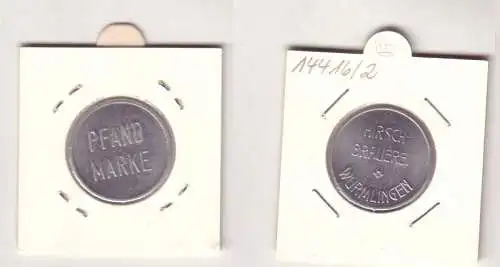 PFAND
MARKE
14416/2
HIRSCH
BRAUEREI
WURMLINGEN